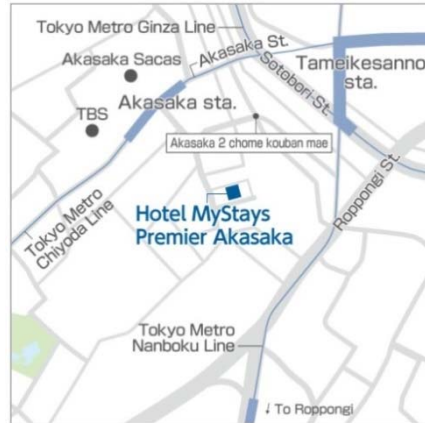 Tokyo Metro Ginza Line
Akasaka St.
Akasaka Sacas
Sotobori St.
Tameikesanno
sta.
Akasaka sta.
TBS
Akasaka 2 chome kouban mae
Roppongi St.
Hotel MyStays
Premier Akasaka
Tokyo Metro
Chiyoda Line
Tokyo Metro
Nanboku Line
↓ To Roppongi